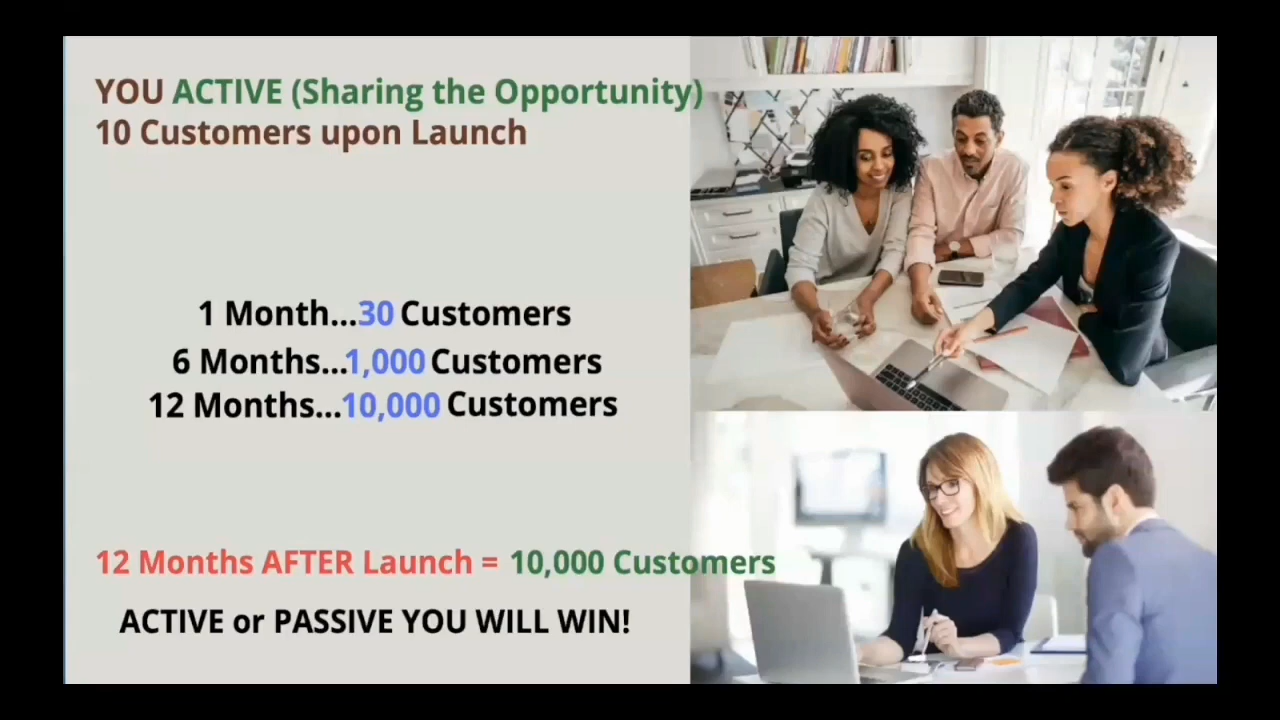 YOU ACTIVE (Sharing the Opportunity)
10 Customers upon Launch
1 Month...30 Customers
6 Months...1,000 Customers
12 Months...10,000 Customers
12 Months AFTER Launch = 10,000 Customers
ACTIVE or PASSIVE YOU WILL WIN!